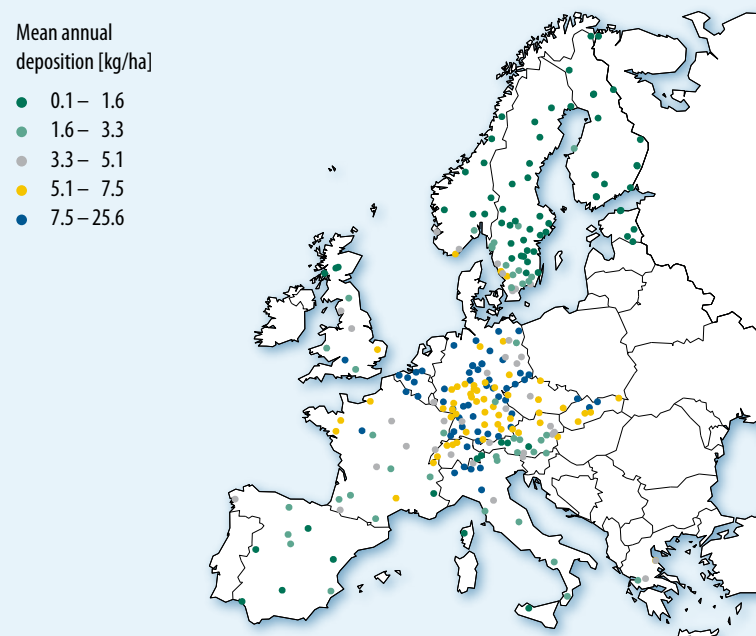 Mean annual
deposition [kg/ha]
0.1 – 1.6
1.6 – 3.3
3.3 – 5.1
5.1 – 7.5
7.5 – 25.6